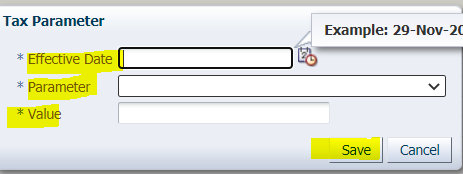 Tax Parameter
Example: 29-Nov-20
* Effective Date
* Parameter
* Value
Save Cancel